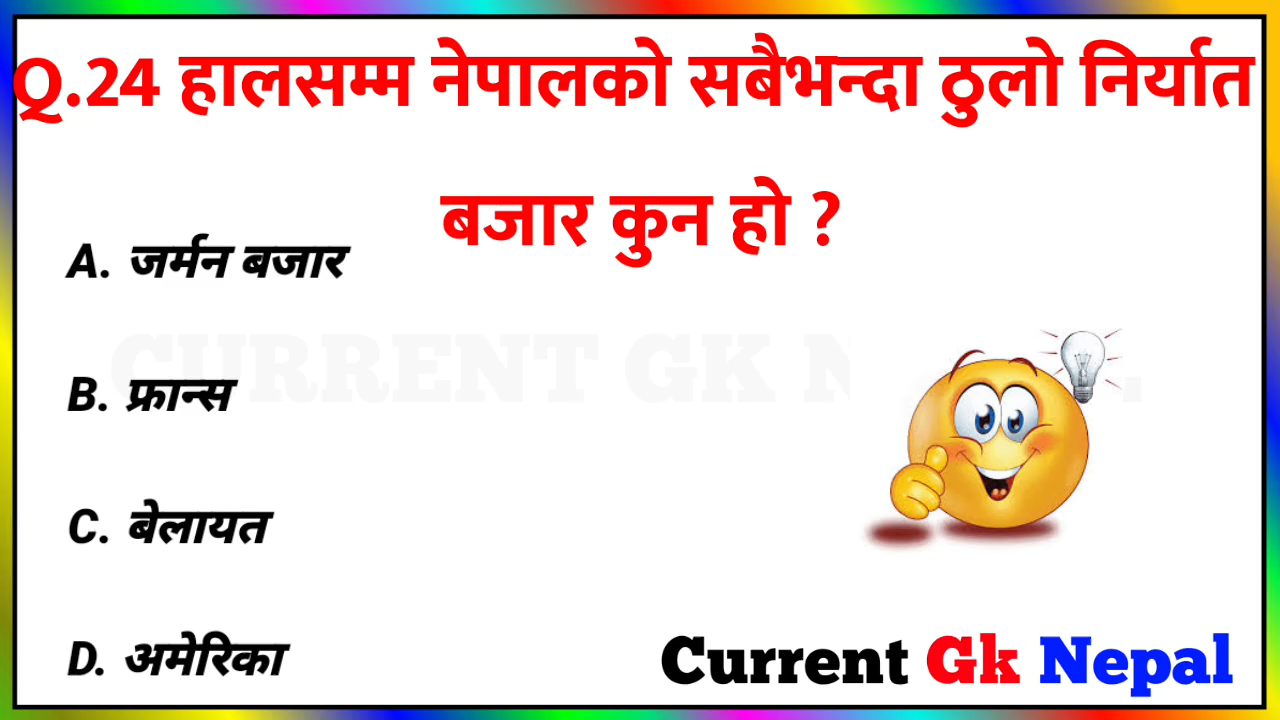 Q.24 हालसम्म नेपालको सबैभन्दा ठुलो निर्यात
बजार कुन हो ?
A. जर्मन बजार
B. फ्रान्स
CURRENT GK N
C. बेलायत
D. अमेरिका
Current Gk Nepal